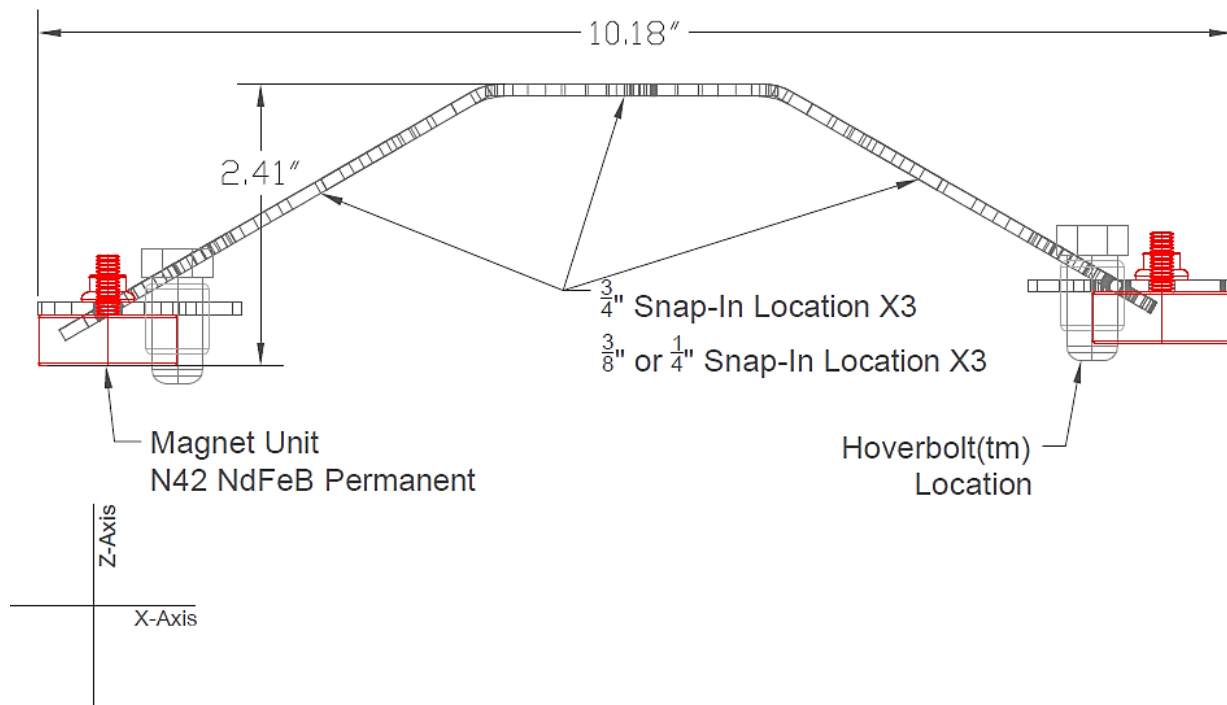 10.18″
2.41″
3/4" Snap-In Location X3
3/8" or 1/4" Snap-In Location X3
Magnet Unit
N42 NdFeB Permanent
Hoverbolt(tm)
Location
Z-Axis
X-Axis